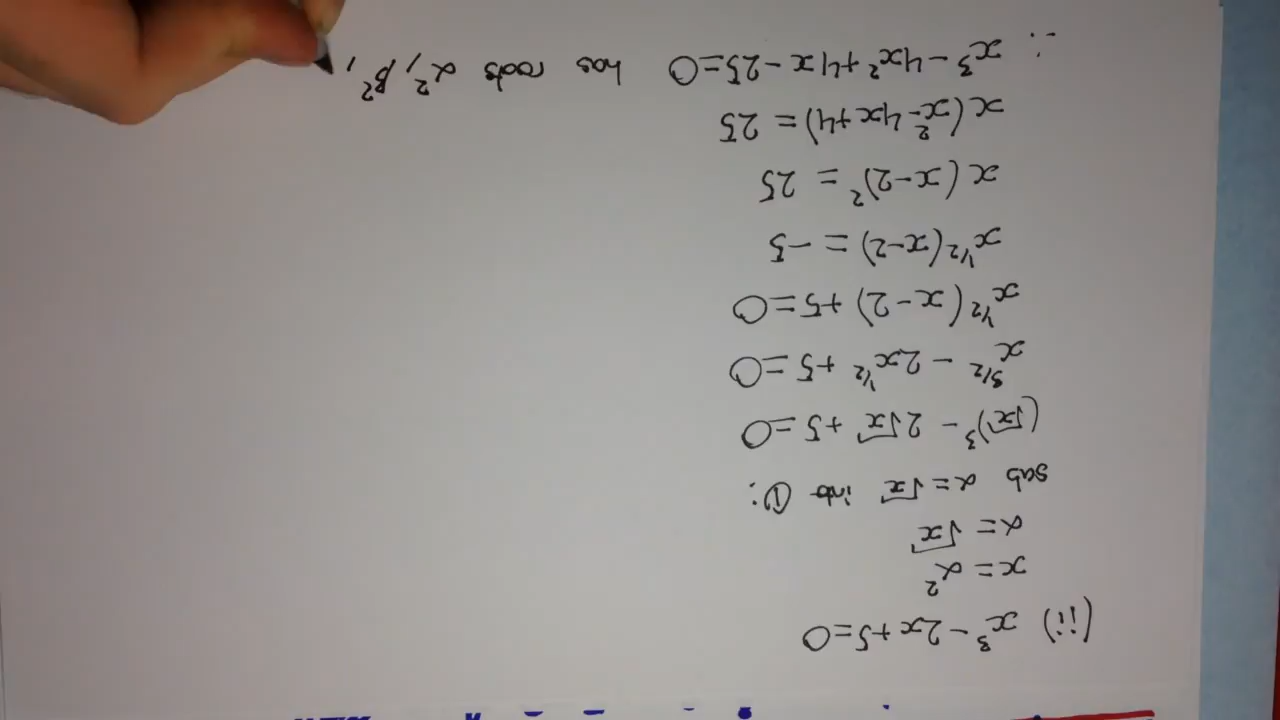 (ii) x³ - 2x + 5 = 0
x = α²
α = √x
sub α = √x into ①:
(√x)³ - 2√x + 5 = 0
x^3/2 - 2x^1/2 + 5 = 0
x^1/2 (x - 2) + 5 = 0
x^1/2 (x - 2) = -5
x (x - 2)² = 25
x (x² - 4x + 4) = 25
∴ x³ - 4x² + 4x - 25 = 0 has roots α², β²,